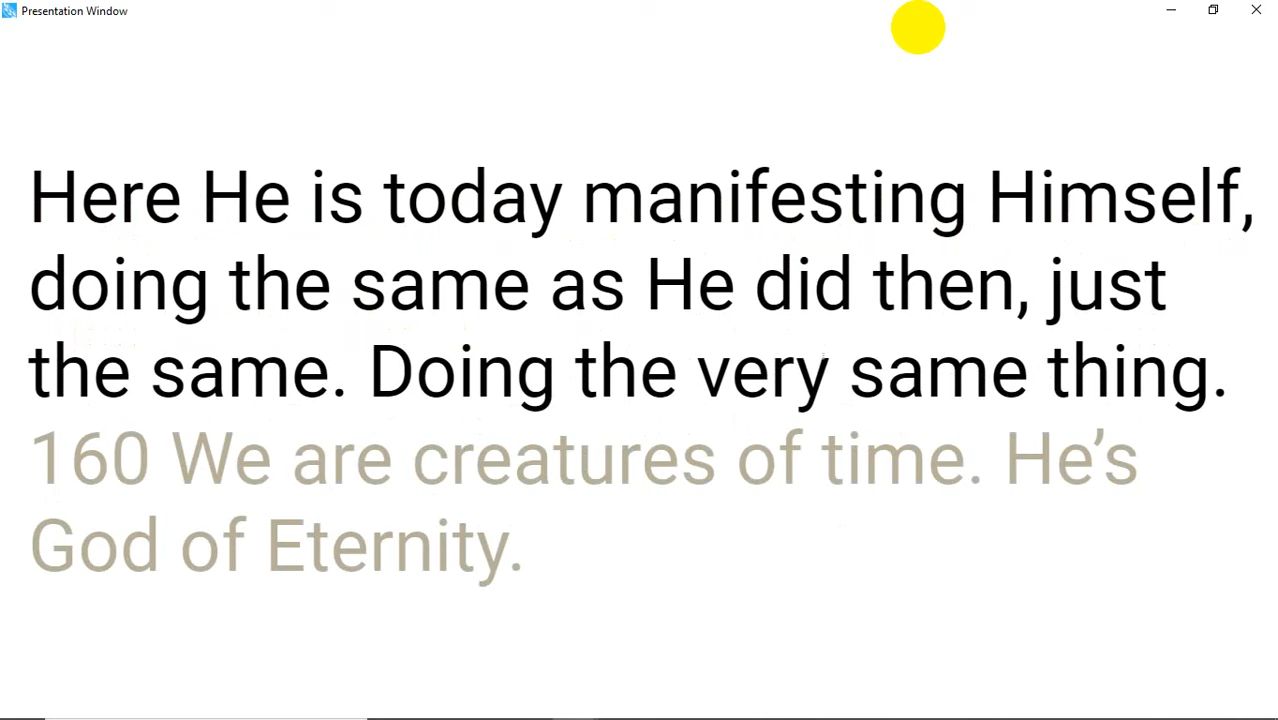 Presentation Window
Here He is today manifesting Himself,
doing the same as He did then, just
the same. Doing the very same thing.
160 We are creatures of time. He’s
God of Eternity.